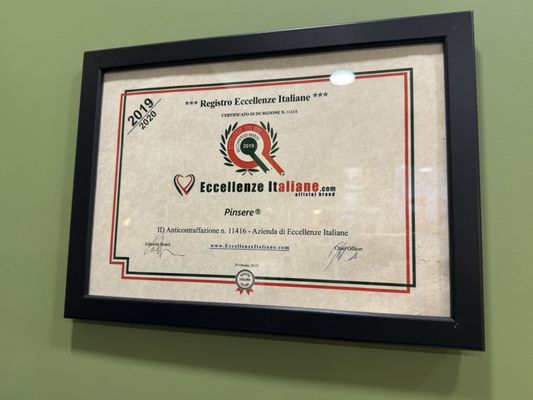 2019
2020
*** Registro Eccellenze Italiane ***
CERTIFICATO DI ISCRIZIONE N. 11416
2019
Eccellenze Italiane.com
official brand
Pinsere®
ID Anticontraffazione n. 11416 - Azienda di Eccellenze Italiane
Editorial Board
www.EccellenzeItaliane.com
Chief Officer